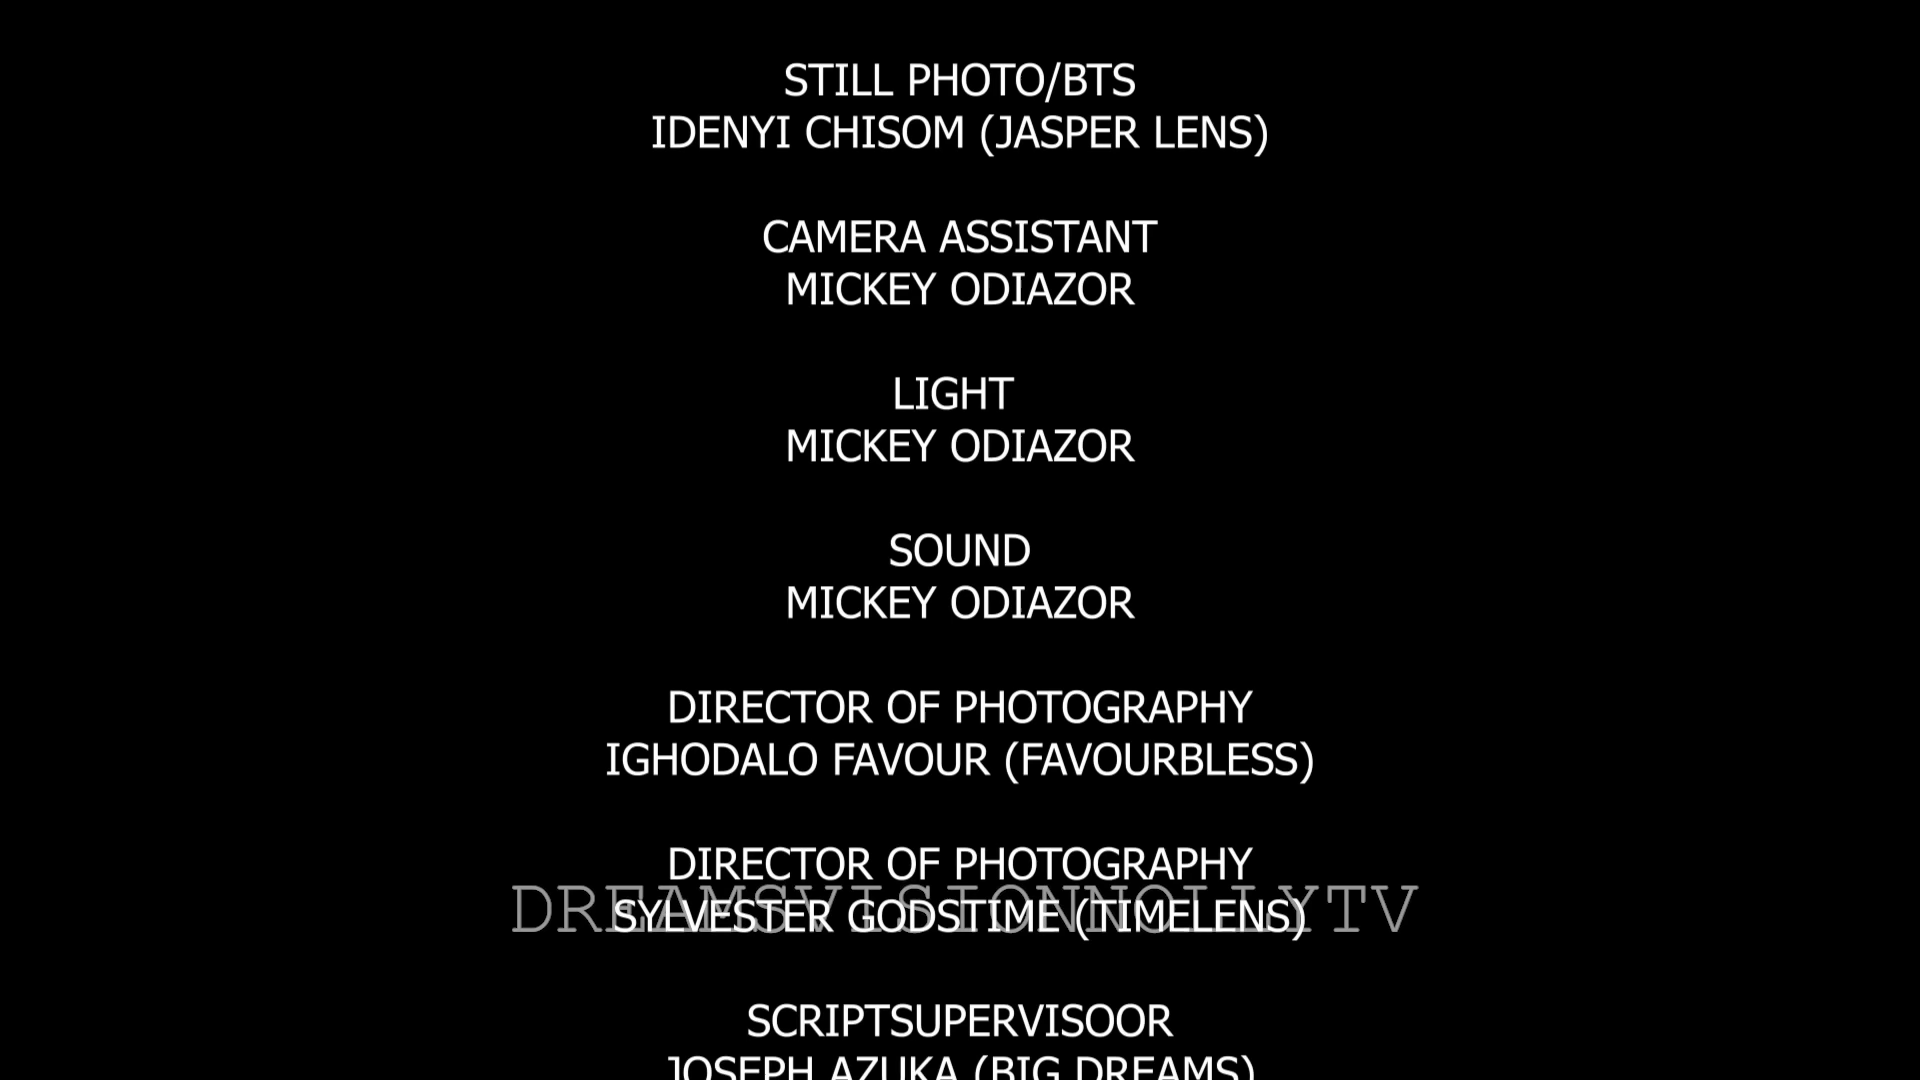 STILL PHOTO/BTS
IDENYI CHISOM (JASPER LENS)
CAMERA ASSISTANT
MICKEY ODIAZOR
LIGHT
MICKEY ODIAZOR
SOUND
MICKEY ODIAZOR
DIRECTOR OF PHOTOGRAPHY
IGHODALO FAVOUR (FAVOURBLESS)
DIRECTOR OF PHOTOGRAPHY
DREAMSVISIONNOLLYTV
SYLVESTER GODSTIME (TIMELENS)
SCRIPTSUPERVISOOR
JOSEPH AZUKA (BIG DREAMS)